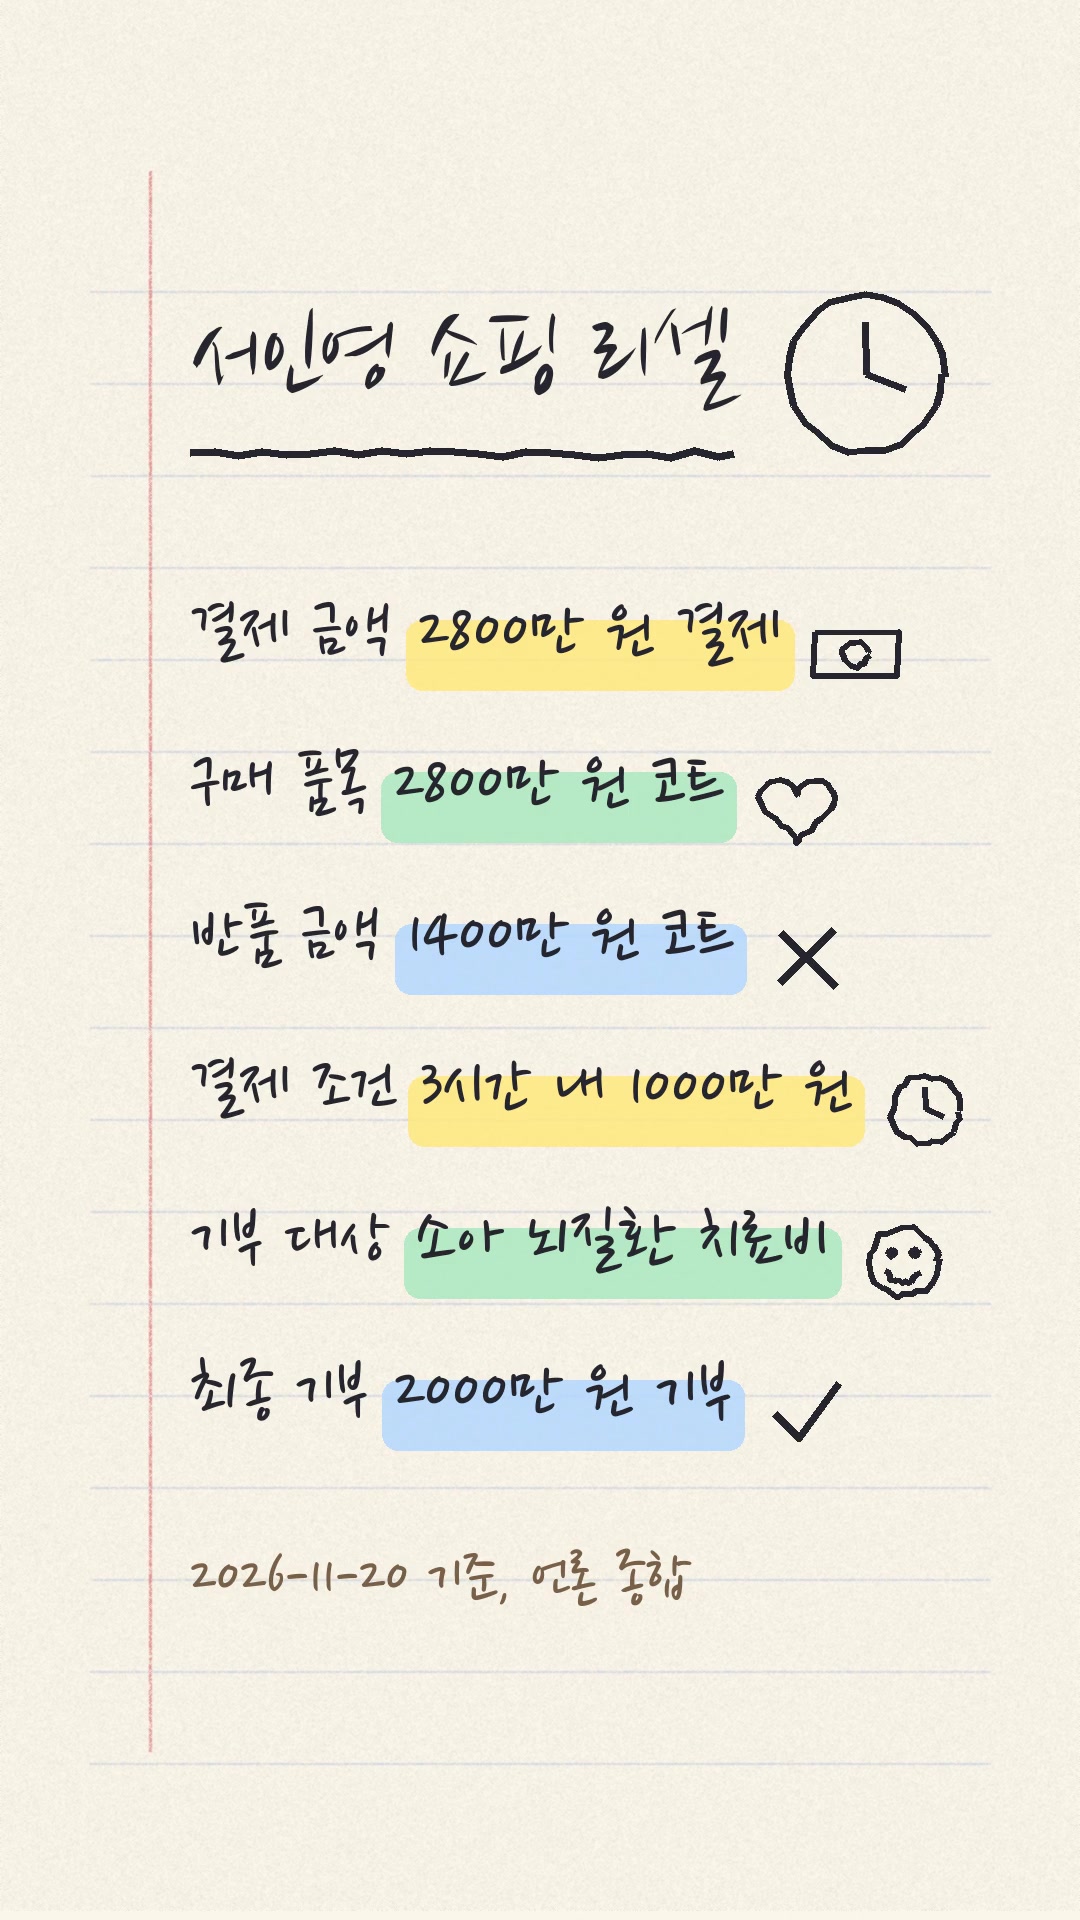 서인영 쇼핑 리셀
결제 금액 2800만 원 결제
구매 품목 2800만 원 코트
반품 금액 1400만 원 코트
결제 조건 3시간 내 1000만 원
기부 대상 소아 뇌질환 치료비
최종 기부 2000만 원 기부
2026-11-20 기준, 언론 종합